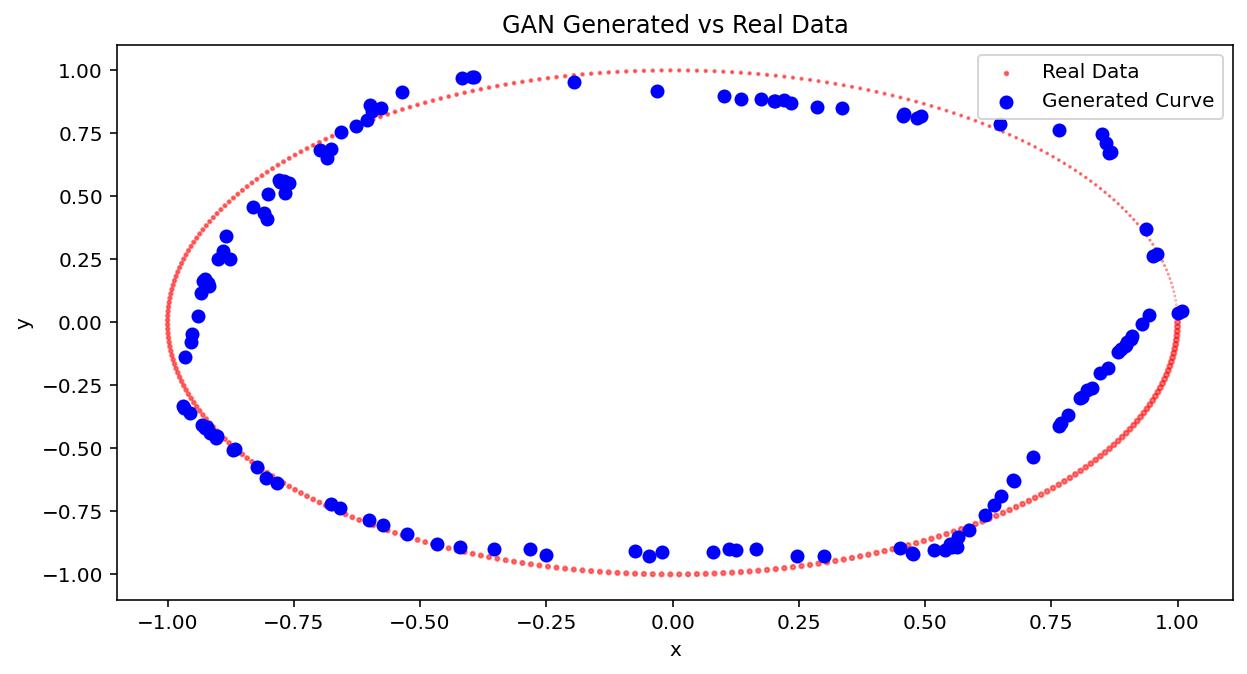 GAN Generated vs Real Data
Real Data
Generated Curve
1.00
0.75
0.50
0.25
0.00
−0.25
−0.50
−0.75
−1.00
y
−1.00 −0.75 −0.50 −0.25 0.00 0.25 0.50 0.75 1.00
x